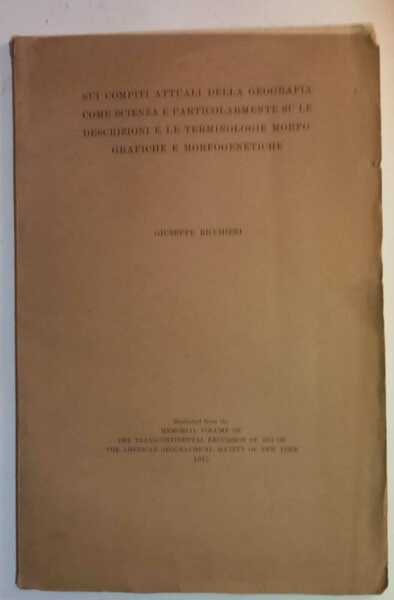 SUI COMPITI ATTUALI DELLA GEOGRAFIA
COME SCIENZA E PARTICOLARMENTE SU LE
DESCRIZIONI E LE TERMINOLOGIE MORFO
GRAFICHE E MORFOGENETICHE
GIUSEPPE RICCHIERI
Reprinted from the
MEMORIAL VOLUME OF
THE TRANSCONTINENTAL EXCURSION OF 1912 OF
THE AMERICAN GEOGRAPHICAL SOCIETY OF NEW YORK
1915